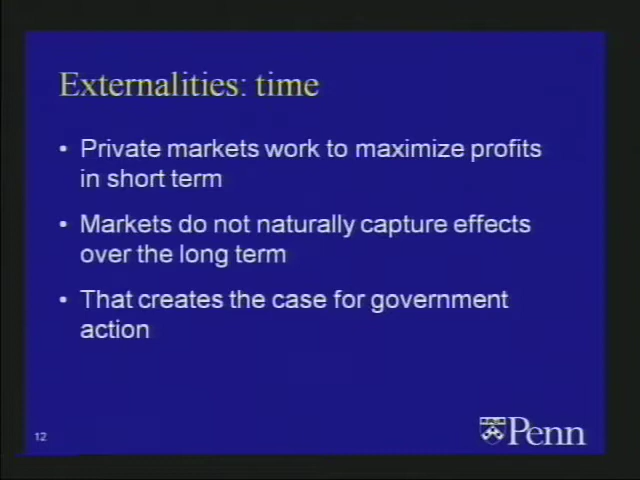 Externalities: time
• Private markets work to maximize profits
in short term
• Markets do not naturally capture effects
over the long term
• That creates the case for government
action
12
Penn